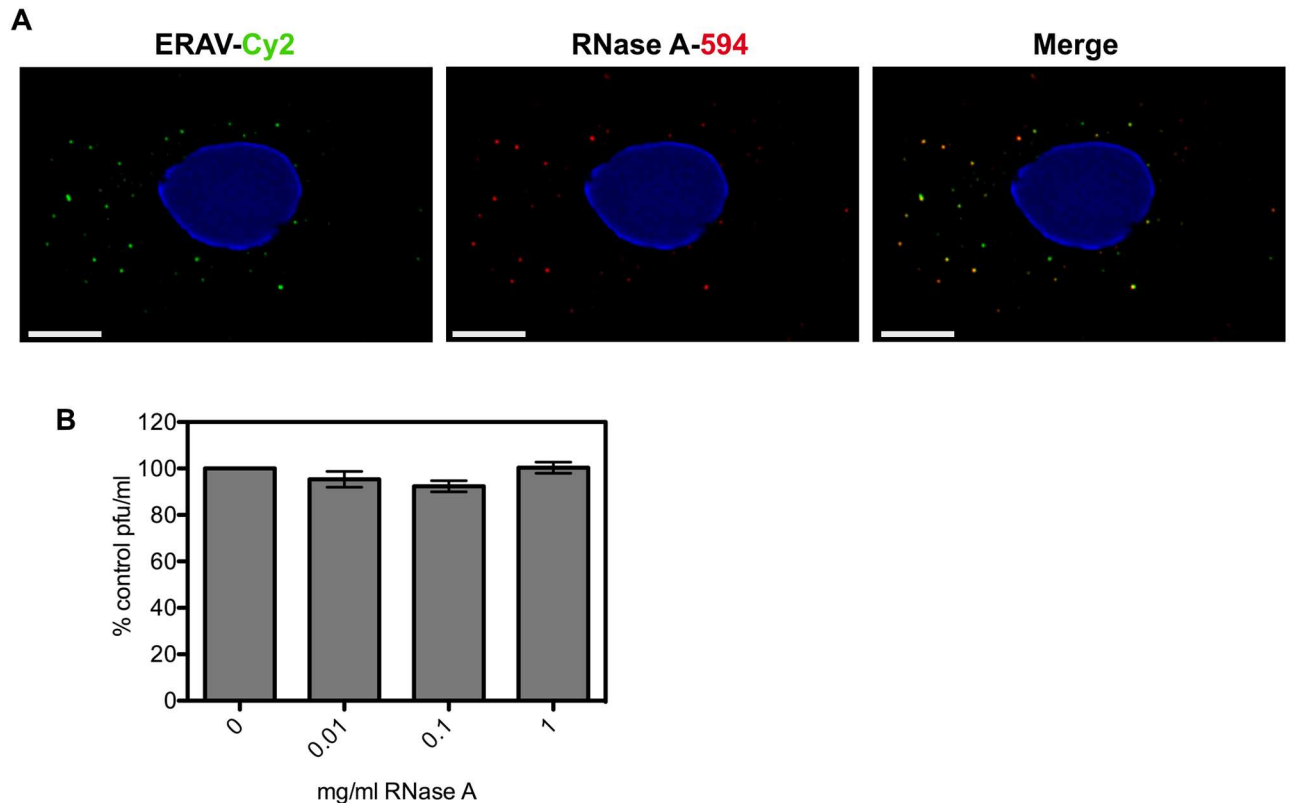 A
ERAV-Cy2
RNase A-594
Merge
B
120
100
80
60
40
20
0
% control pfu/ml
0
0.01
0.1
1
mg/ml RNase A